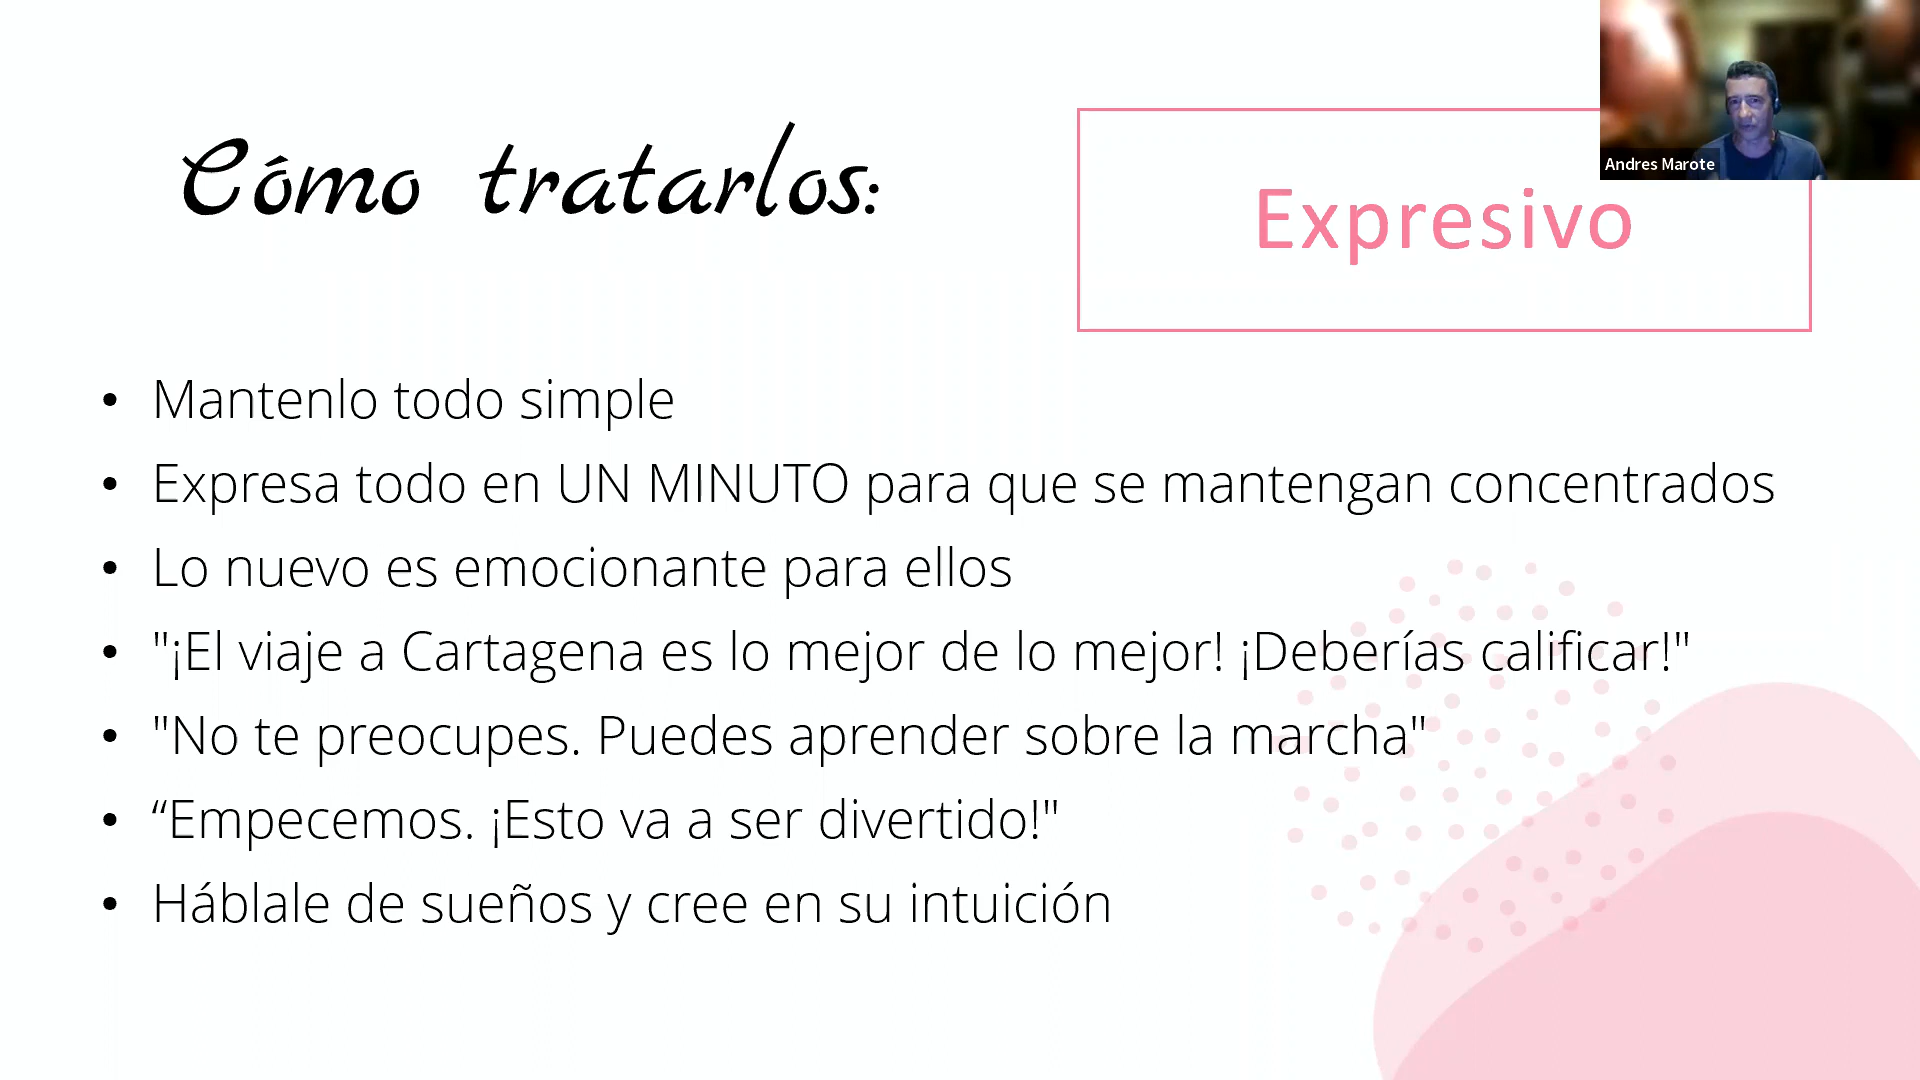 Cómo tratarlos:
Expresivo
Andres Marote
• Mantenlo todo simple
• Expresa todo en UN MINUTO para que se mantengan concentrados
• Lo nuevo es emocionante para ellos
• "¡El viaje a Cartagena es lo mejor de lo mejor! ¡Deberías calificar!"
• "No te preocupes. Puedes aprender sobre la marcha"
• “Empecemos. ¡Esto va a ser divertido!"
• Háblale de sueños y cree en su intuición